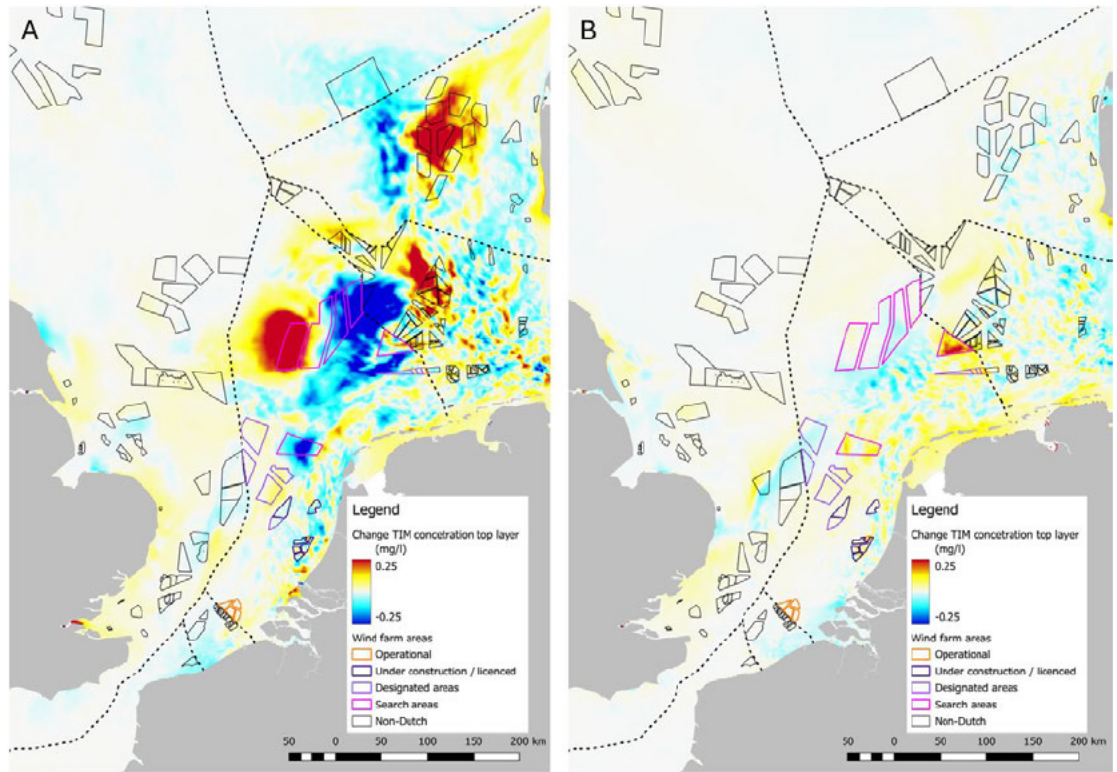 A
B
Legend
Change TIM concetration top layer
(mg/l)
0.25
-0.25
Wind farm areas
Operational
Under construction / licenced
Designated areas
Search areas
Non-Dutch
50 0 50 100 150 200 km
Legend
Change TIM concetration top layer
(mg/l)
0.25
-0.25
Wind farm areas
Operational
Under construction / licenced
Designated areas
Search areas
Non-Dutch
50 0 50 100 150 200 km